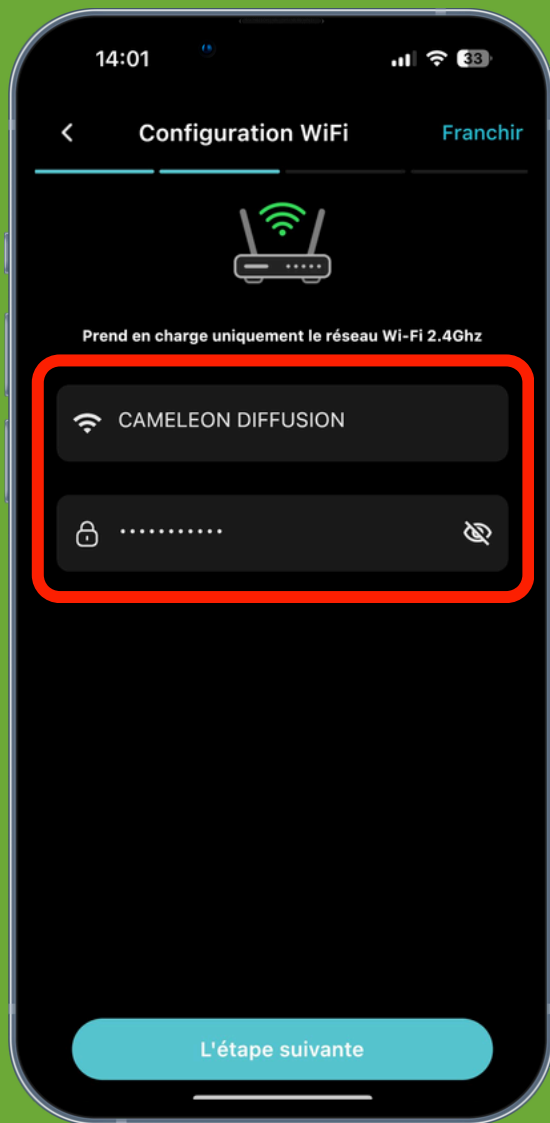 14:01
33
Configuration WiFi
Franchir
Prend en charge uniquement le réseau Wi-Fi 2.4Ghz
CAMELEON DIFFUSION
···········
L'étape suivante